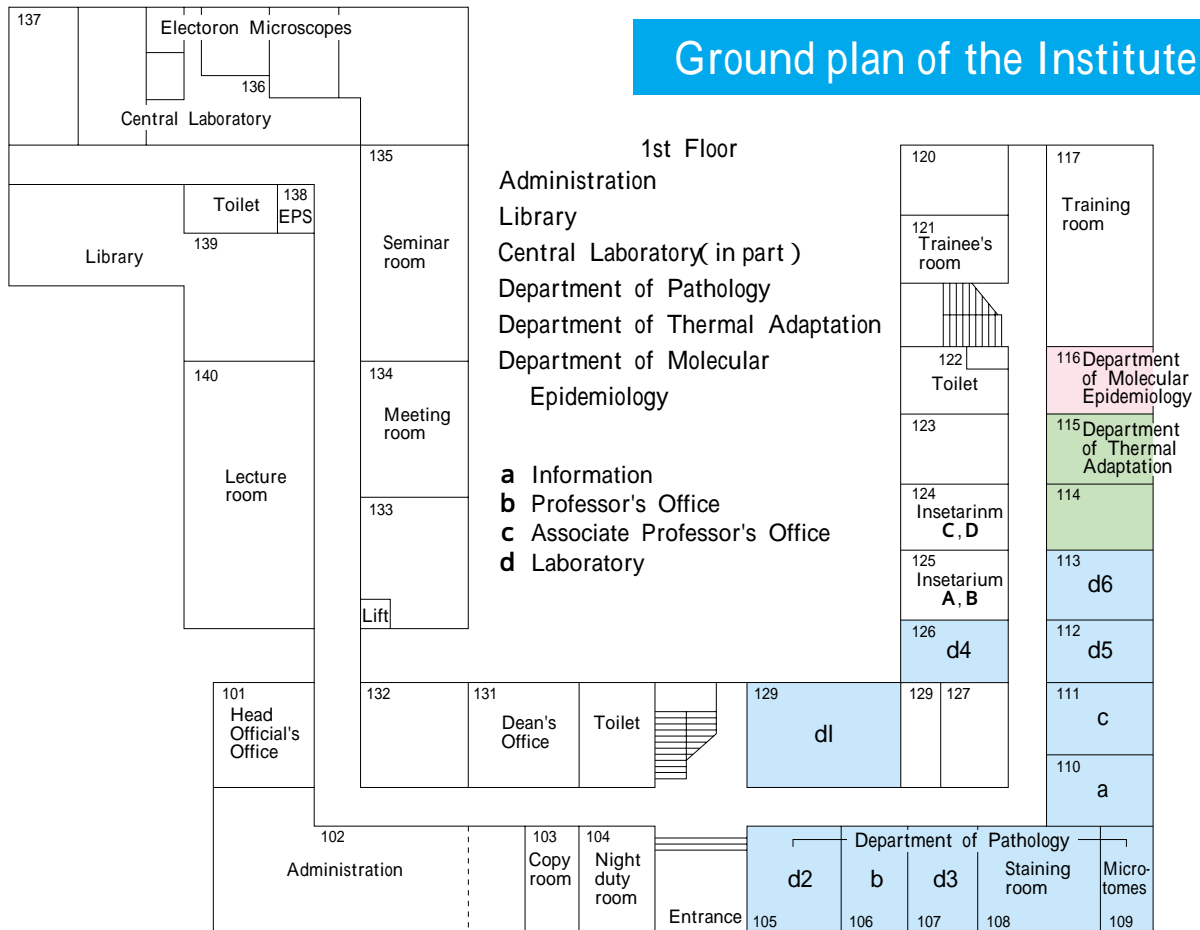 Ground plan of the Institute
137
Electoron Microscopes
136
Central Laboratory
1st Floor
Administration
Library
Central Laboratory( in part )
Department of Pathology
Department of Thermal Adaptation
Department of Molecular
Epidemiology
a Information
b Professor's Office
c Associate Professor's Office
d Laboratory
135
Seminar
room
Toilet
138
EPS
139
Library
140
Lecture
room
134
Meeting
room
133
Lift
120
121
Trainee's
room
122
Toilet
123
124
Insetarinm
C, D
125
Insetarium
A, B
126
d4
117
Training
room
116 Department
of Molecular
Epidemiology
115 Department
of Thermal
Adaptation
114
113
d6
112
d5
111
c
110
a
101
Head
Official's
Office
132
131
Dean's
Office
Toilet
129
dl
129
127
102
Administration
103
Copy
room
104
Night
duty
room
Entrance
Department of Pathology
d2
105
b
106
d3
107
Staining
room
108
Micro-
tomes
109